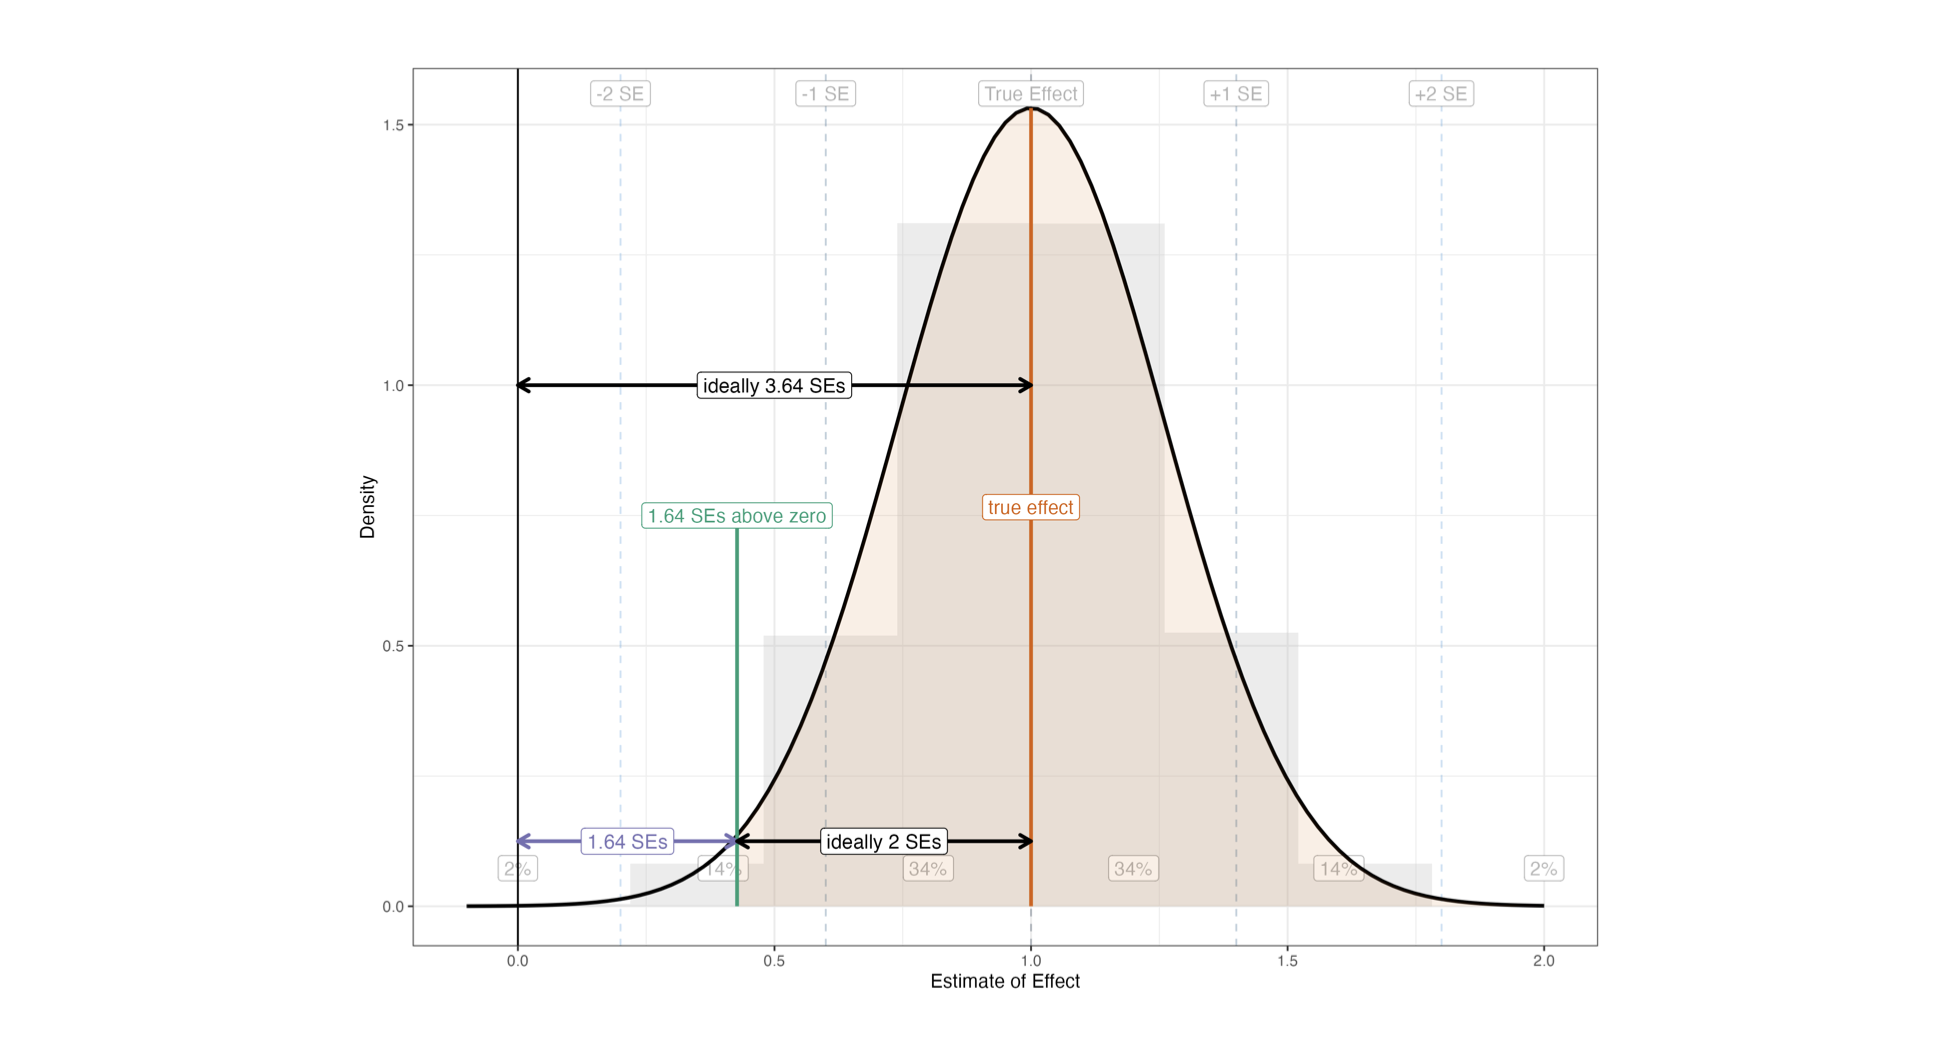 -2 SE
-1 SE
True Effect
+1 SE
+2 SE
1.5
1.0
ideally 3.64 SEs
1.64 SEs above zero
true effect
Density
0.5
1.64 SEs
ideally 2 SEs
2%
14%
34%
34%
14%
2%
0.0
0.0
0.5
1.0
1.5
2.0
Estimate of Effect